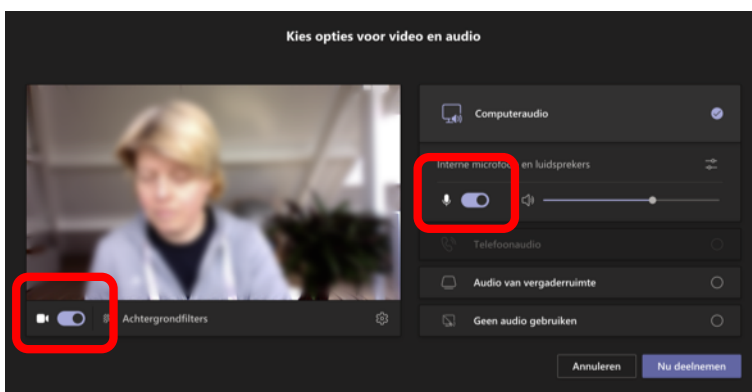 Kies opties voor video en audio
Computeraudio
Interne microfoon en luidsprekers
Telefoonaudio
Audio van vergaderruimte
Achtergrondfilters
Geen audio gebruiken
Annuleren
Nu deelnemen